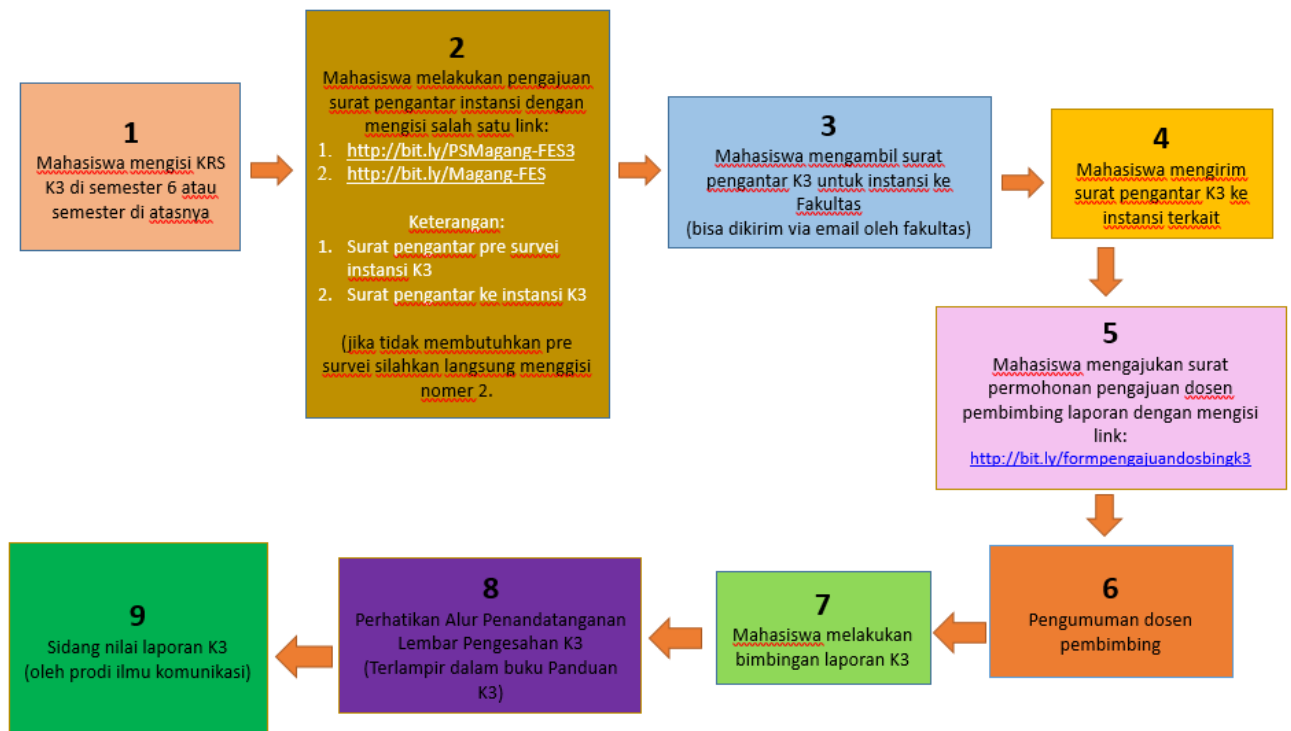 1
Mahasiswa mengisi KRS
K3 di semester 6 atau
semester di atasnya
2
Mahasiswa melakukan pengajuan
surat pengantar instansi dengan
mengisi salah satu link:
1. http://bit.ly/PSMagang-FES3
2. http://bit.ly/Magang-FES
Keterangan:
1. Surat pengantar pre survei
instansi K3
2. Surat pengantar ke instansi K3
(jika tidak membutuhkan pre
survei silahkan langsung menggisi
nomer 2.
3
Mahasiswa mengambil surat
pengantar K3 untuk instansi ke
Fakultas
(bisa dikirim via email oleh fakultas)
4
Mahasiswa mengirim
surat pengantar K3 ke
instansi terkait
5
Mahasiswa mengajukan surat
permohonan pengajuan dosen
pembimbing laporan dengan mengisi
link:
http://bit.ly/formpengajuandosbingk3
6
Pengumuman dosen
pembimbing
7
Mahasiswa melakukan
bimbingan laporan K3
8
Perhatikan Alur Penandatanganan
Lembar Pengesahan K3
(Terlampir dalam buku Panduan
K3)
9
Sidang nilai laporan K3
(oleh prodi ilmu komunikasi)